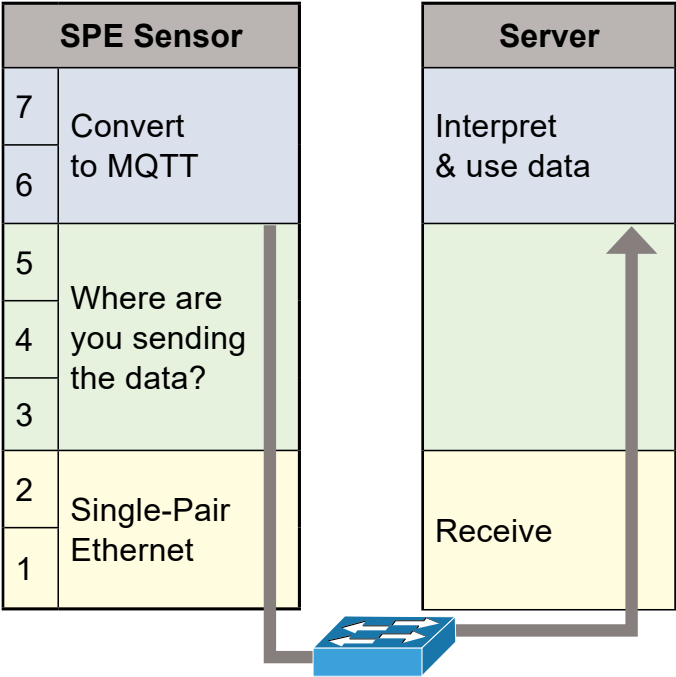 SPE Sensor
Server
7
6
Convert
to MQTT
Interpret
& use data
5
4
3
Where are
you sending
the data?
2
1
Single-Pair
Ethernet
Receive